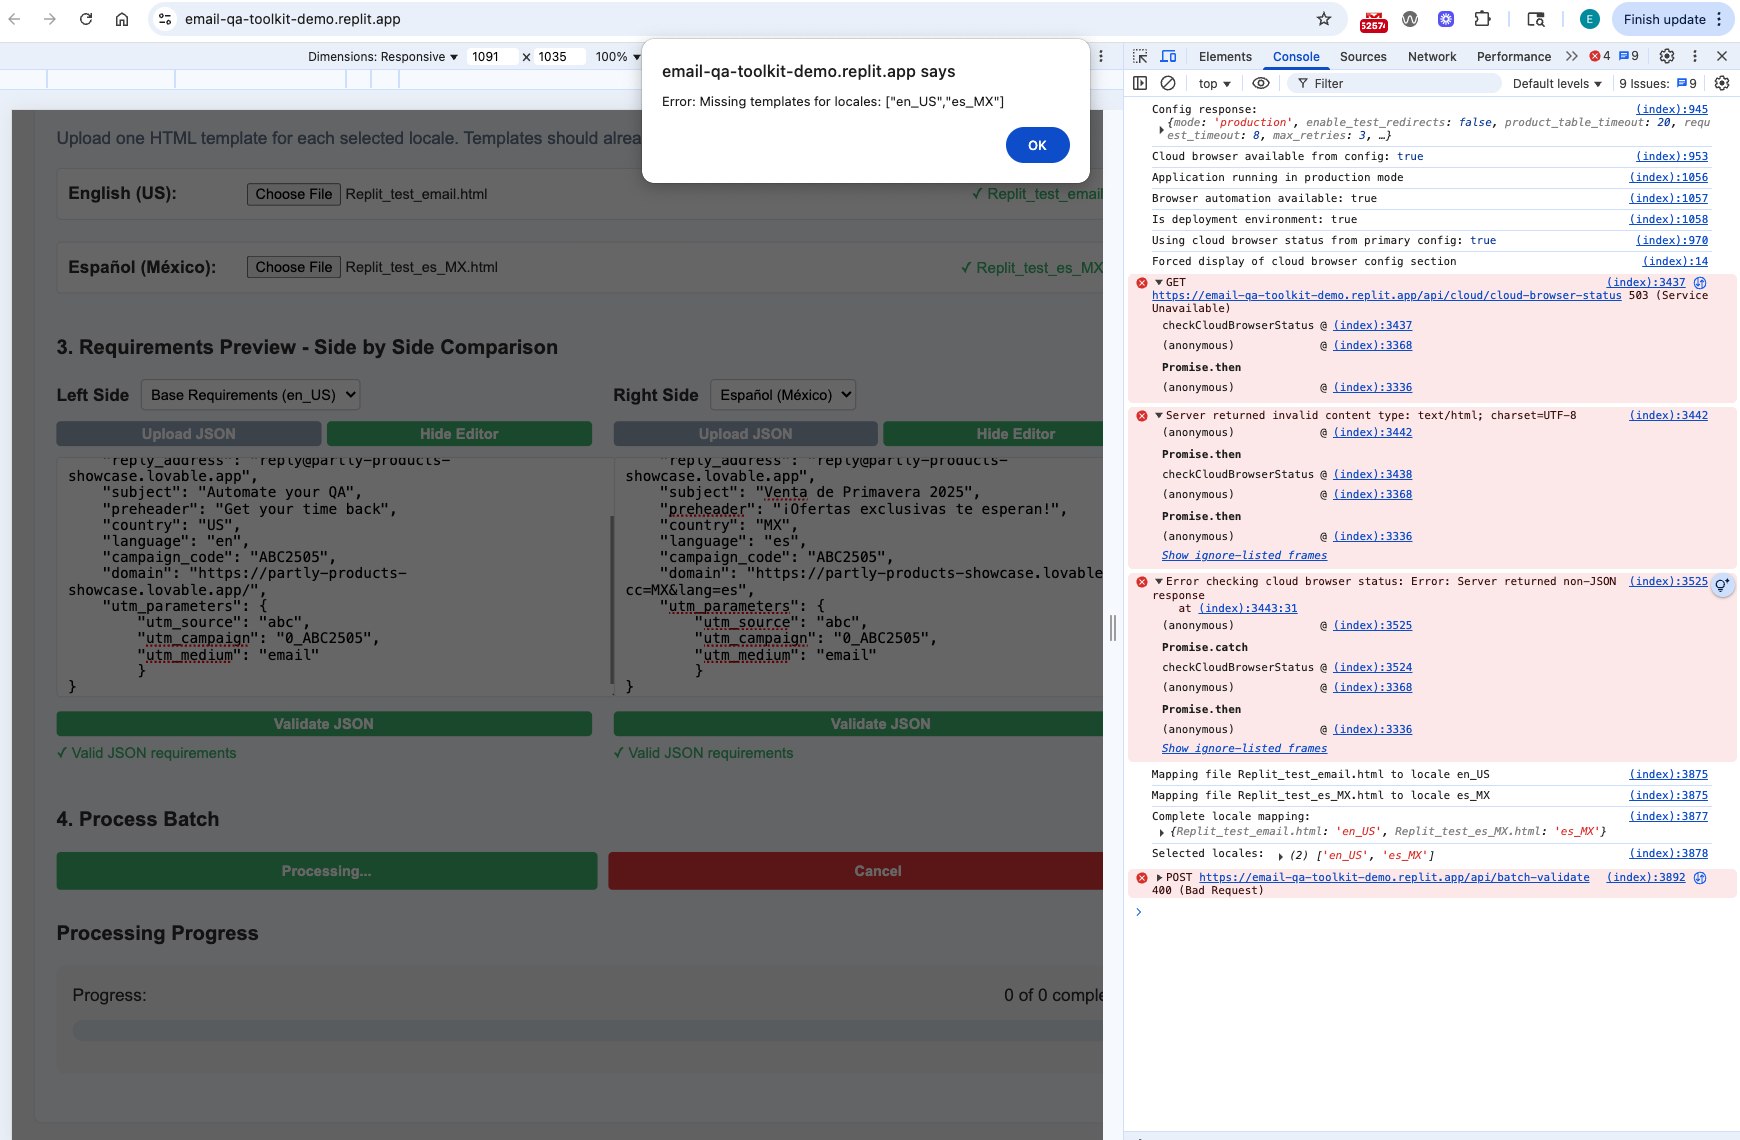 email-qa-toolkit-demo.replit.app
E
Finish update
52574
Dimensions: Responsive
1091
x
1035
100%
email-qa-toolkit-demo.replit.app says
Error: Missing templates for locales: ["en_US","es_MX"]
OK
Upload one HTML template for each selected locale. Templates should alrea
English (US):
Choose File Replit_test_email.html
✓ Replit_test_email
Español (México):
Choose File Replit_test_es_MX.html
✓ Replit_test_es_MX
3. Requirements Preview - Side by Side Comparison
Left Side
Base Requirements (en_US)
Upload JSON
Hide Editor
"reply_address": "reply@partly-products-
showcase.lovable.app",
"subject": "Automate your QA",
"preheader": "Get your time back",
"country": "US",
"language": "en",
"campaign_code": "ABC2505",
"domain": "https://partly-products-
showcase.lovable.app/",
"utm_parameters": {
"utm_source": "abc",
"utm_campaign": "0_ABC2505",
"utm_medium": "email"
}
}
Validate JSON
✓ Valid JSON requirements
Right Side
Español (México)
Upload JSON
Hide Editor
"reply_address": "reply@partly-products-
showcase.lovable.app",
"subject": "Venta de Primavera 2025",
"preheader": "¡Ofertas exclusivas te esperan!",
"country": "MX",
"language": "es",
"campaign_code": "ABC2505",
"domain": "https://partly-products-showcase.lovable
cc=MX&lang=es",
"utm_parameters": {
"utm_source": "abc",
"utm_campaign": "0_ABC2505",
"utm_medium": "email"
}
}
Validate JSON
✓ Valid JSON requirements
4. Process Batch
Processing...
Cancel
Processing Progress
Progress:
0 of 0 comple
Elements
Console
Sources
Network
Performance
4
9
top
Filter
Default levels
9 Issues:
9
Config response: (index):945
{mode: 'production', enable_test_redirects: false, product_table_timeout: 20, requ
est_timeout: 8, max_retries: 3, …}
Cloud browser available from config: true (index):953
Application running in production mode (index):1056
Browser automation available: true (index):1057
Is deployment environment: true (index):1058
Using cloud browser status from primary config: true (index):970
Forced display of cloud browser config section (index):14
GET (index):3437
https://email-qa-toolkit-demo.replit.app/api/cloud/cloud-browser-status 503 (Service
Unavailable)
checkCloudBrowserStatus @ (index):3437
(anonymous) @ (index):3368
Promise.then
(anonymous) @ (index):3336
Server returned invalid content type: text/html; charset=UTF-8 (index):3442
(anonymous) @ (index):3442
Promise.then
checkCloudBrowserStatus @ (index):3438
(anonymous) @ (index):3368
Promise.then
(anonymous) @ (index):3336
Show ignore-listed frames
Error checking cloud browser status: Error: Server returned non-JSON (index):3525
response
at (index):3443:31
(anonymous) @ (index):3525
Promise.catch
checkCloudBrowserStatus @ (index):3524
(anonymous) @ (index):3368
Promise.then
(anonymous) @ (index):3336
Show ignore-listed frames
Mapping file Replit_test_email.html to locale en_US (index):3875
Mapping file Replit_test_es_MX.html to locale es_MX (index):3875
Complete locale mapping: (index):3877
{Replit_test_email.html: 'en_US', Replit_test_es_MX.html: 'es_MX'}
Selected locales: (2) ['en_US', 'es_MX'] (index):3878
POST https://email-qa-toolkit-demo.replit.app/api/batch-validate (index):3892
400 (Bad Request)